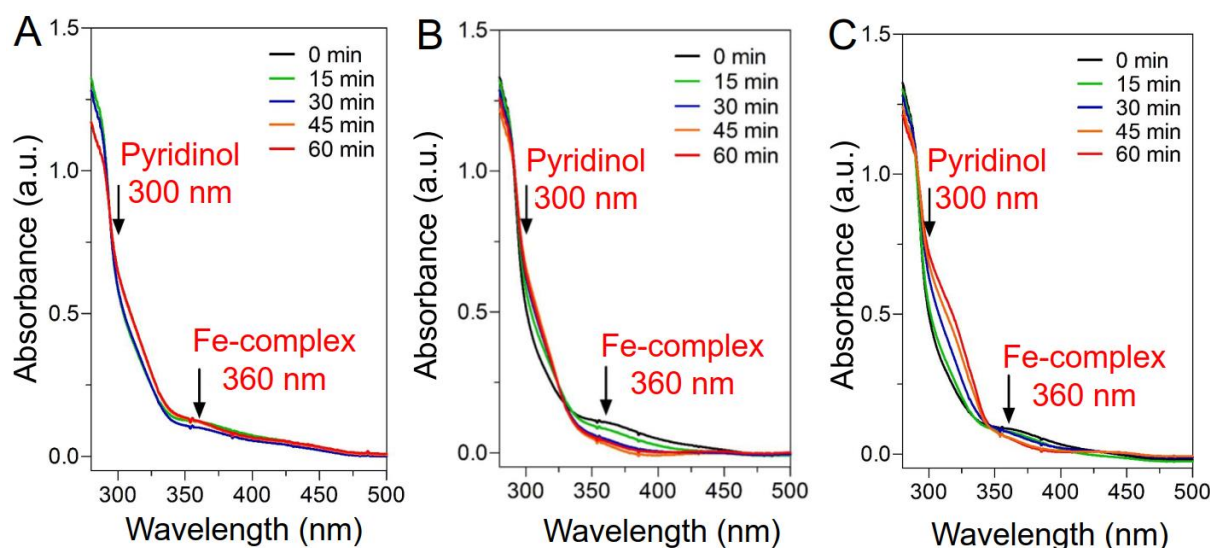 A
1.5
1.0
0.5
0.0
Absorbance (a.u.)
0 min
15 min
30 min
45 min
60 min
Pyridinol
300 nm
Fe-complex
360 nm
300
350
400
450
500
Wavelength (nm)
B
1.5
1.0
0.5
0.0
Absorbance (a.u.)
0 min
15 min
30 min
45 min
60 min
Pyridinol
300 nm
Fe-complex
360 nm
300
350
400
450
500
Wavelength (nm)
C
1.5
1.0
0.5
0.0
Absorbance (a.u.)
0 min
15 min
30 min
45 min
60 min
Pyridinol
300 nm
Fe-complex
360 nm
300
350
400
450
500
Wavelength (nm)